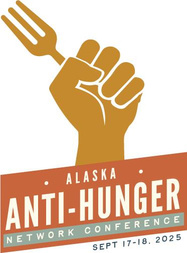 • ALASKA •
ANTI-HUNGER
NETWORK CONFERENCE
SEPT 17-18, 2025